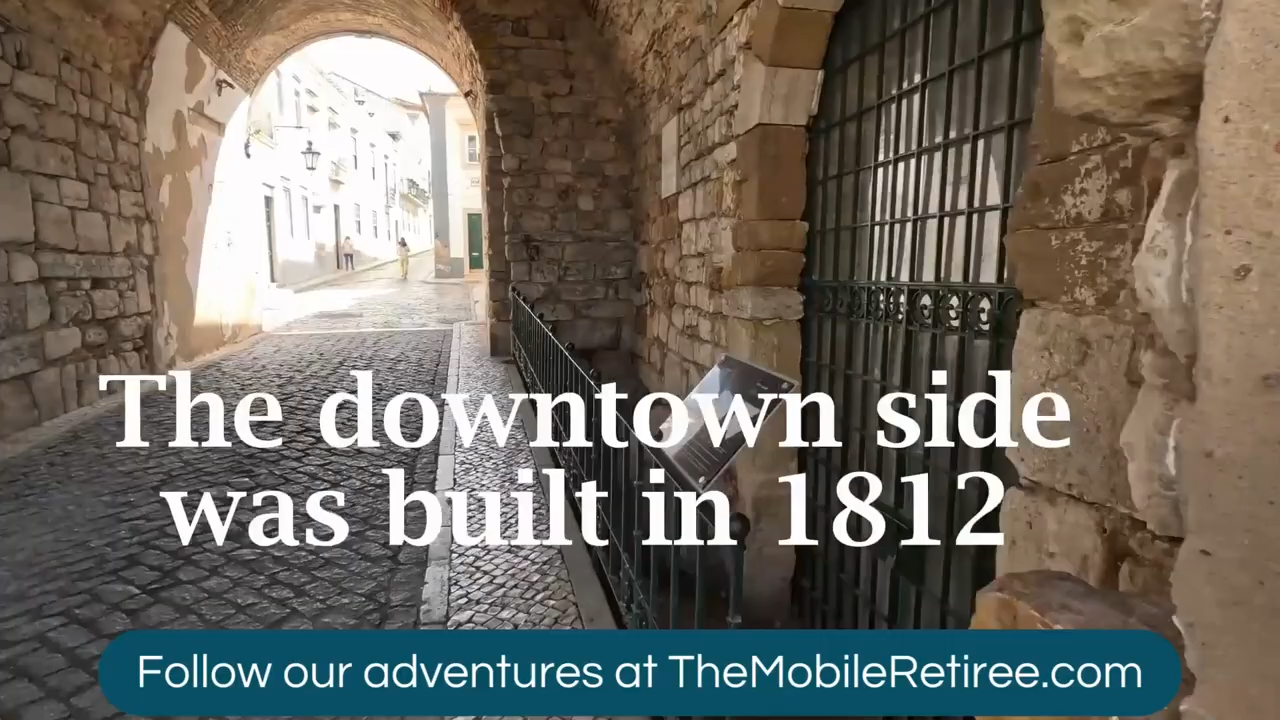 The downtown side
was built in 1812
Follow our adventures at TheMobileRetiree.com